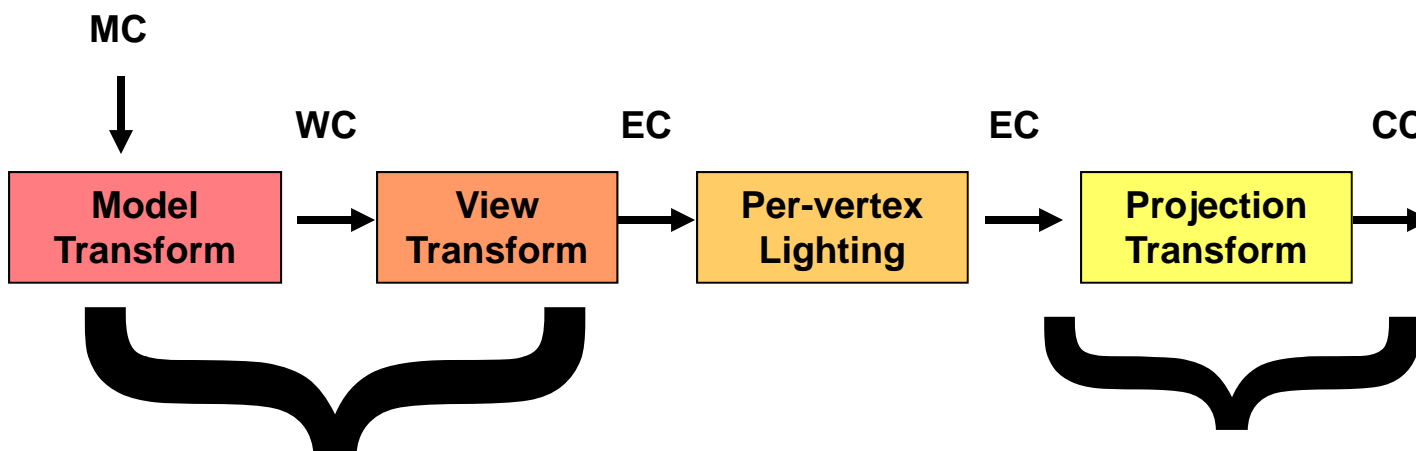 MC
WC
EC
EC
Model
Transform
View
Transform
Per-vertex
Lighting
Projection
Transform